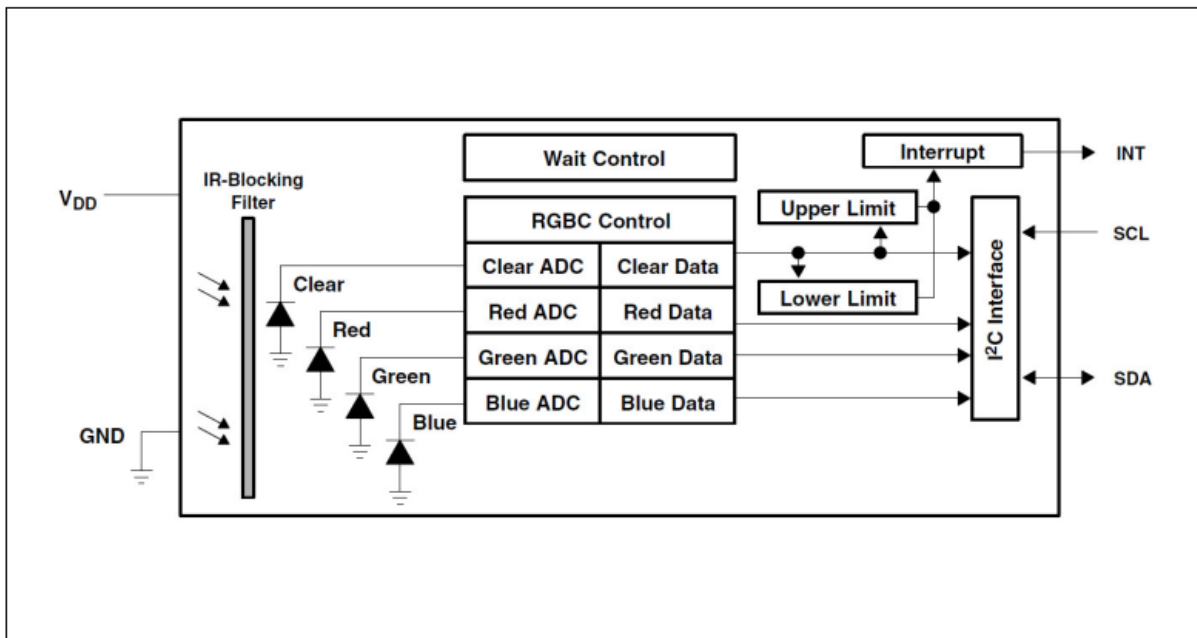 Wait Control
Interrupt
INT
IR-Blocking
Filter
V_DD
Upper Limit
RGBC Control
SCL
Clear ADC
Clear Data
Clear
Lower Limit
Red ADC
Red Data
Red
I²C Interface
Green ADC
Green Data
Green
SDA
Blue ADC
Blue Data
Blue
GND